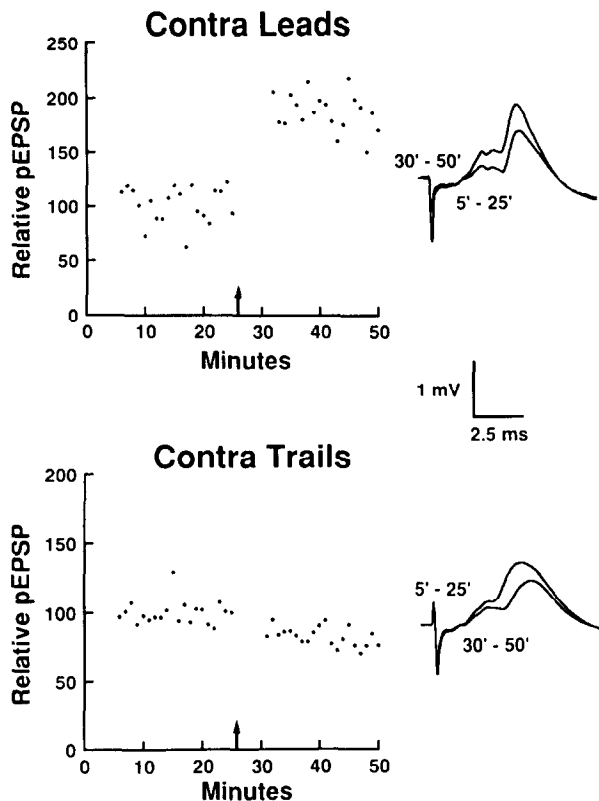 Contra Leads
250
200
150
100
50
0
Relative pEPSP
0 10 20 30 40 50
Minutes
30' - 50'
5' - 25'
1 mV
2.5 ms
Contra Trails
200
150
100
50
0
Relative pEPSP
0 10 20 30 40 50
Minutes
5' - 25'
30' - 50'